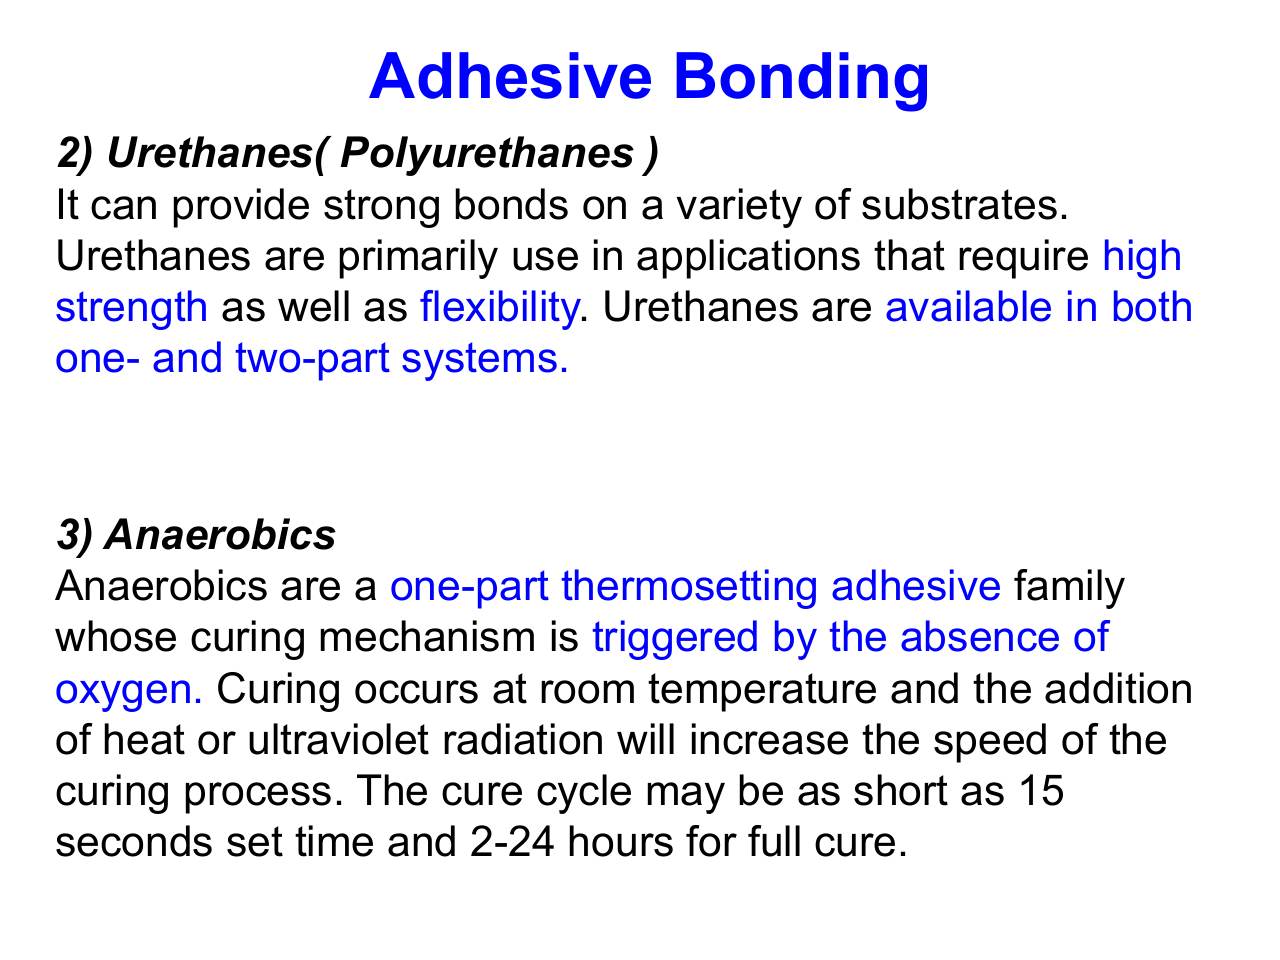 Adhesive Bonding
2) Urethanes( Polyurethanes )
It can provide strong bonds on a variety of substrates.
Urethanes are primarily use in applications that require high
strength as well as flexibility. Urethanes are available in both
one- and two-part systems.
3) Anaerobics
Anaerobics are a one-part thermosetting adhesive family
whose curing mechanism is triggered by the absence of
oxygen. Curing occurs at room temperature and the addition
of heat or ultraviolet radiation will increase the speed of the
curing process. The cure cycle may be as short as 15
seconds set time and 2-24 hours for full cure.